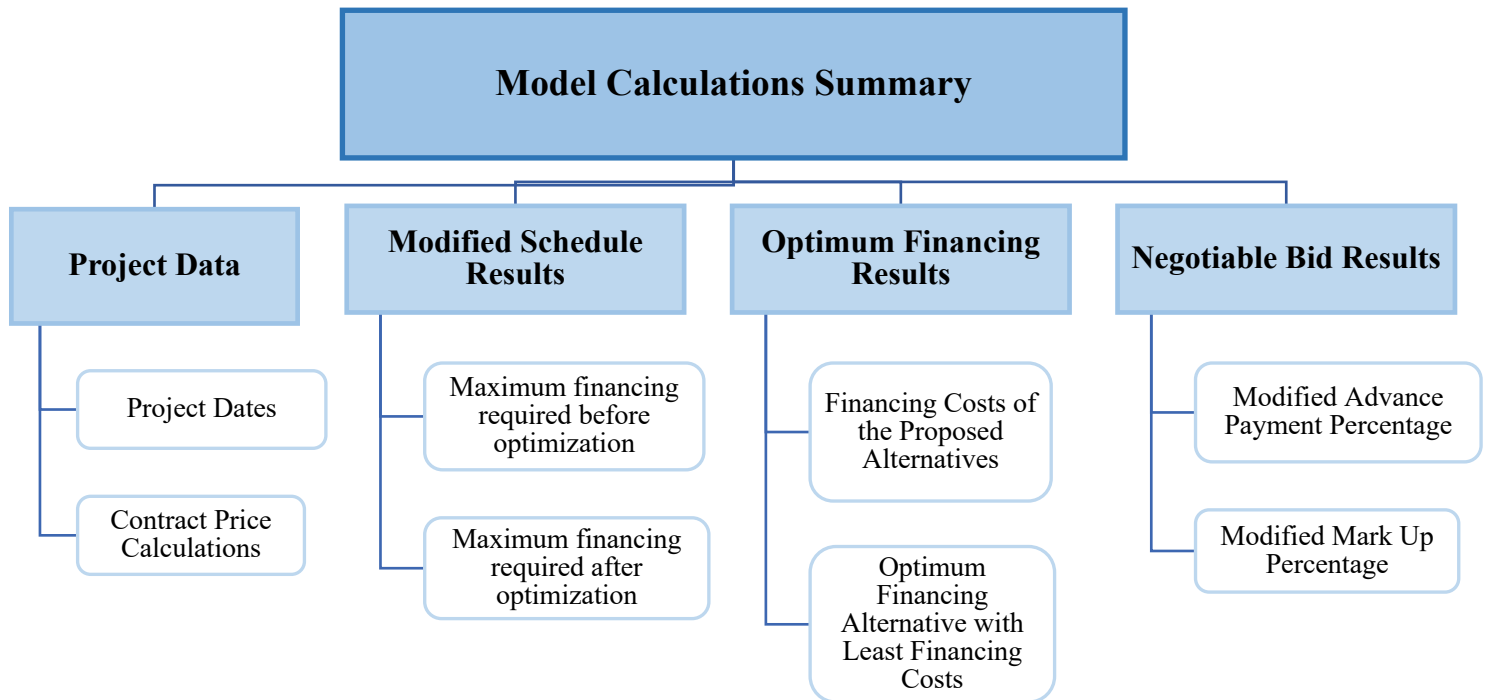 Model Calculations Summary
Project Data
Project Dates
Contract Price
Calculations
Modified Schedule
Results
Maximum financing
required before
optimization
Maximum financing
required after
optimization
Optimum Financing
Results
Financing Costs of
the Proposed
Alternatives
Optimum
Financing
Alternative with
Least Financing
Costs
Negotiable Bid Results
Modified Advance
Payment Percentage
Modified Mark Up
Percentage